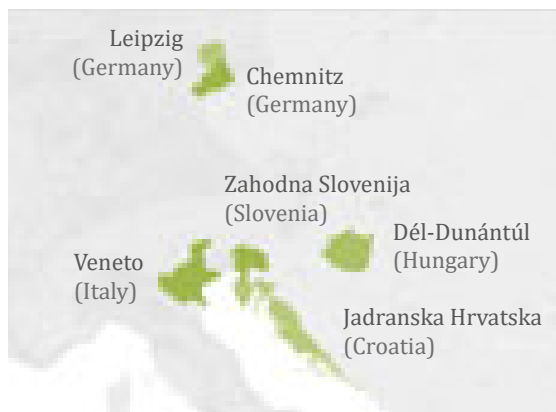 Leipzig
(Germany)
Chemnitz
(Germany)
Zahodna Slovenija
(Slovenia)
Dél-Dunántúl
(Hungary)
Veneto
(Italy)
Jadranska Hrvatska
(Croatia)